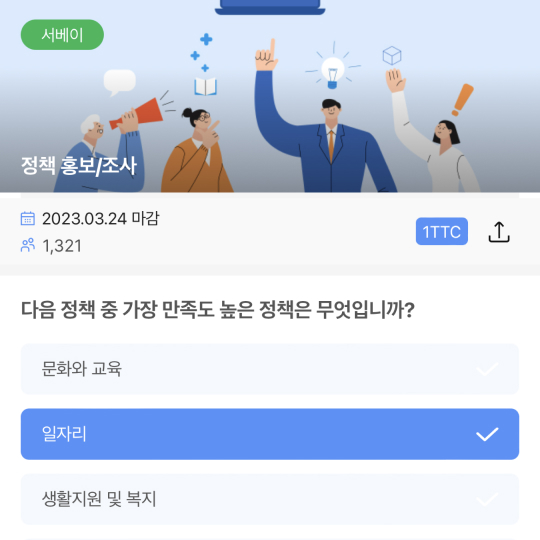 서베이
정책 홍보/조사
2023.03.24 마감
1,321
1TTC
다음 정책 중 가장 만족도 높은 정책은 무엇입니까?
문화와 교육
일자리
생활지원 및 복지